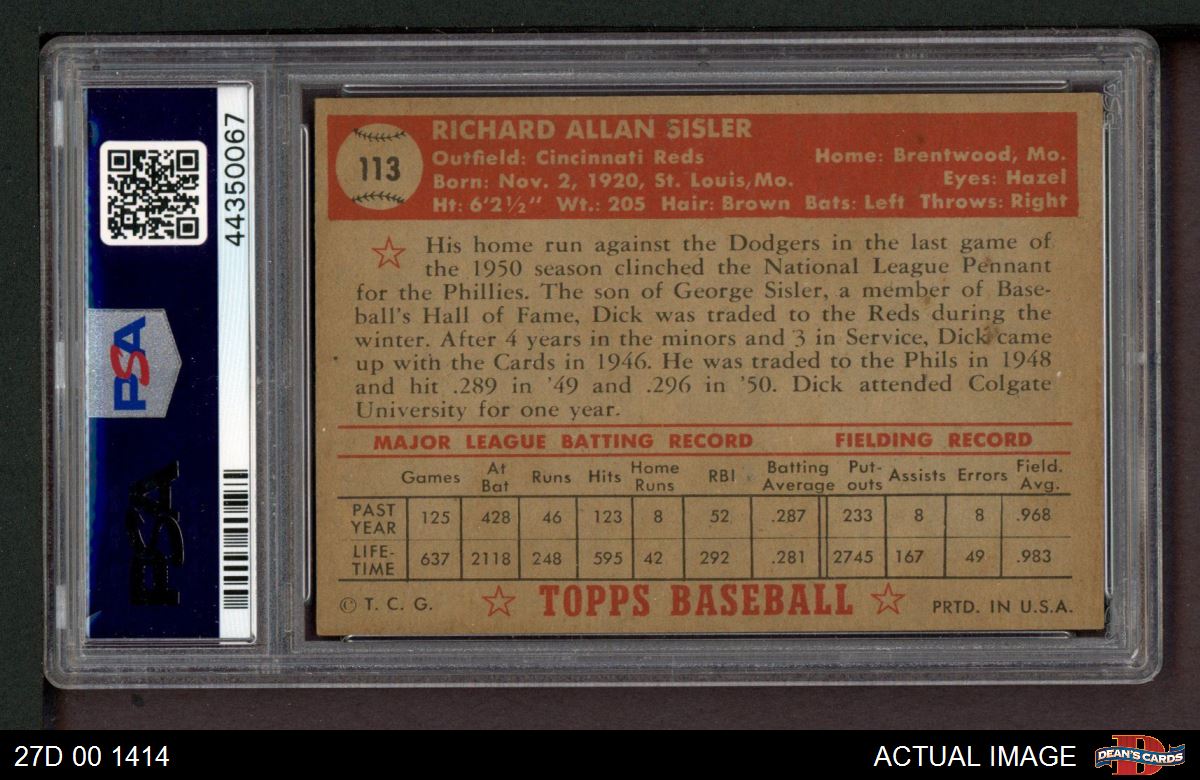 44350067
PSA
PSA
113
RICHARD ALLAN SISLER
Outfield: Cincinnati Reds Home: Brentwood, Mo.
Born: Nov. 2, 1920, St. Louis, Mo. Eyes: Hazel
Ht: 6'2½" Wt.: 205 Hair: Brown Bats: Left Throws: Right
His home run against the Dodgers in the last game of
the 1950 season clinched the National League Pennant
for the Phillies. The son of George Sisler, a member of Base-
ball's Hall of Fame, Dick was traded to the Reds during the
winter. After 4 years in the minors and 3 in Service, Dick came
up with the Cards in 1946. He was traded to the Phils in 1948
and hit .289 in '49 and .296 in '50. Dick attended Colgate
University for one year.
MAJOR LEAGUE BATTING RECORD FIELDING RECORD
Games At Bat Runs Hits Home Runs RBI Batting Average Put-outs Assists Errors Field. Avg.
PAST YEAR 125 428 46 123 8 52 .287 233 8 8 .968
LIFE-TIME 637 2118 248 595 42 292 .281 2745 167 49 .983
© T. C. G. TOPPS BASEBALL PRTD. IN U.S.A.
27D 00 1414 ACTUAL IMAGE DEAN'S CARDS